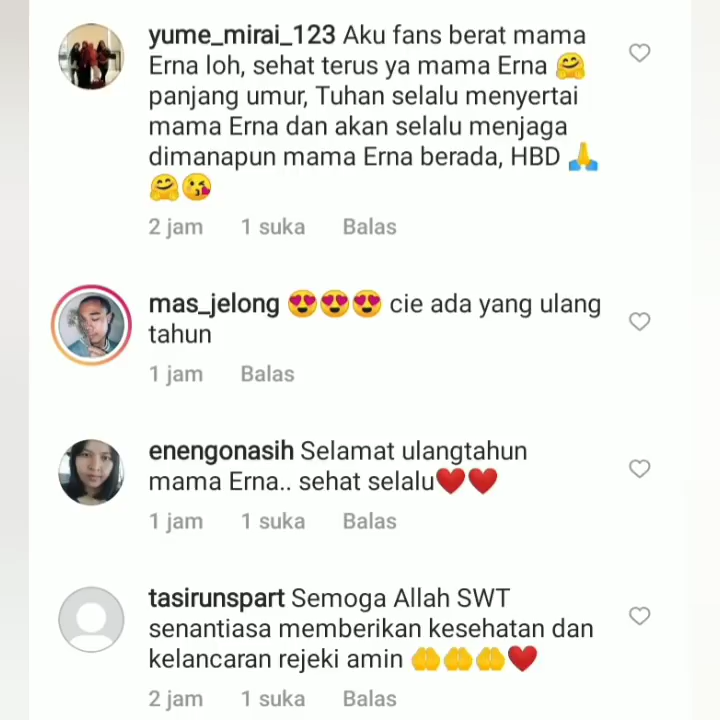 yume_mirai_123 Aku fans berat mama
Erna loh, sehat terus ya mama Erna 🤗
panjang umur, Tuhan selalu menyertai
mama Erna dan akan selalu menjaga
dimanapun mama Erna berada, HBD 🙏
🤗😘
2 jam 1 suka Balas
mas_jelong 😍😍😍 cie ada yang ulang
tahun
1 jam Balas
enengonasih Selamat ulangtahun
mama Erna.. sehat selalu❤️❤️
1 jam 1 suka Balas
tasirunspart Semoga Allah SWT
senantiasa memberikan kesehatan dan
kelancaran rejeki amin 🤲🤲🤲❤️
2 jam 1 suka Balas